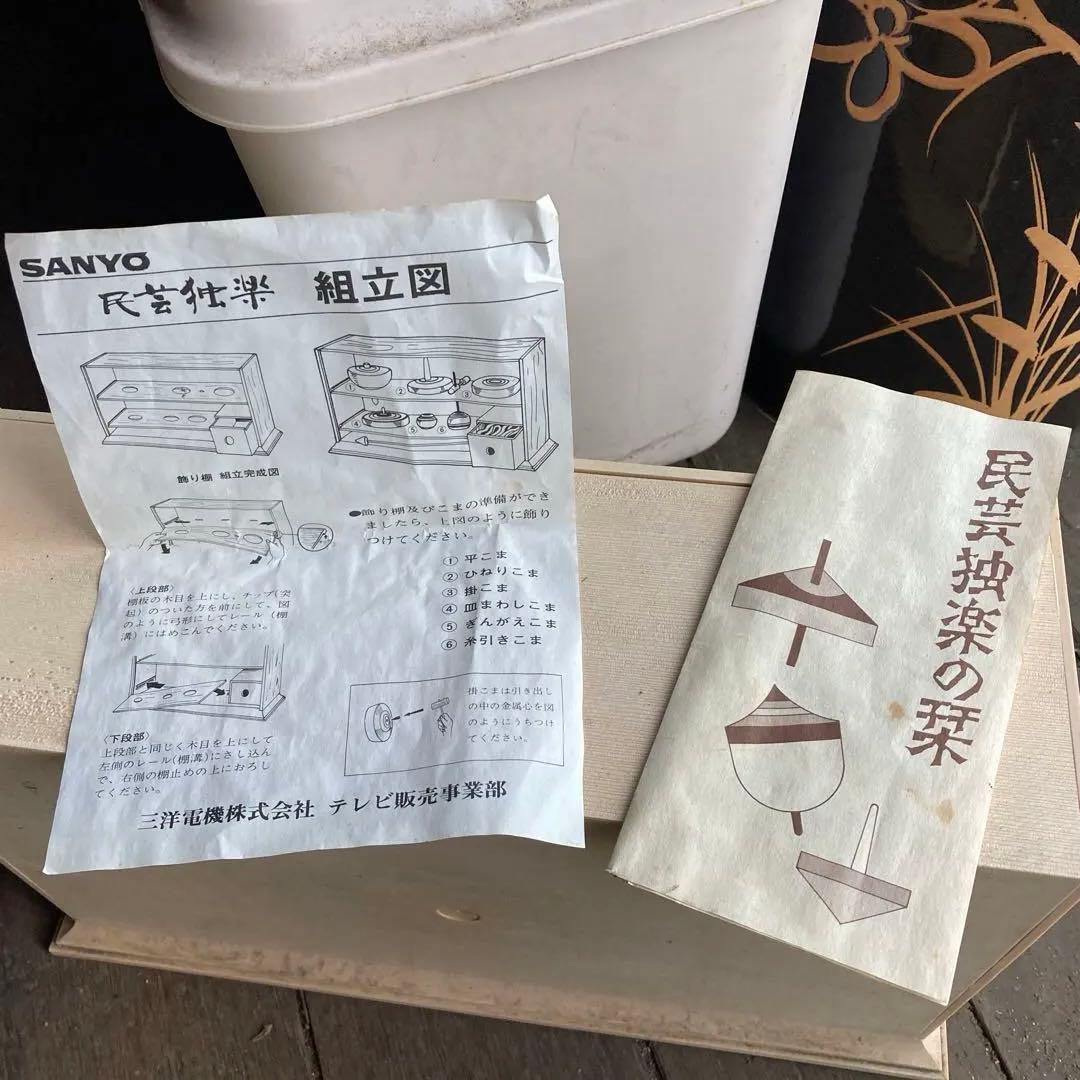 SANYO
民芸独楽 組立図
飾り棚 組立完成図
②
③
④
⑤
⑥
●飾り棚及びこまの準備ができ
ましたら、上図のように飾り
つけてください。
① 平こま
② ひねりこま
③ 掛こま
④ 皿まわしこま
⑤ ぎんがえこま
⑥ 糸引きこま
〈上段部〉
棚板の木目を上にし、チップ(突
起)のついた方を前にして、図
のように弓形にしてレール(棚
溝)にはめこんでください。
〈下段部〉
上段部と同じく木目を上にして
左側のレール(棚溝)にさし込ん
で、右側の棚止めの上におろし
てください。
掛こまは引き出し
の中の金属心を図
のようにうちつけ
てください。
三洋電機株式会社 テレビ販売事業部
民芸独楽の栞